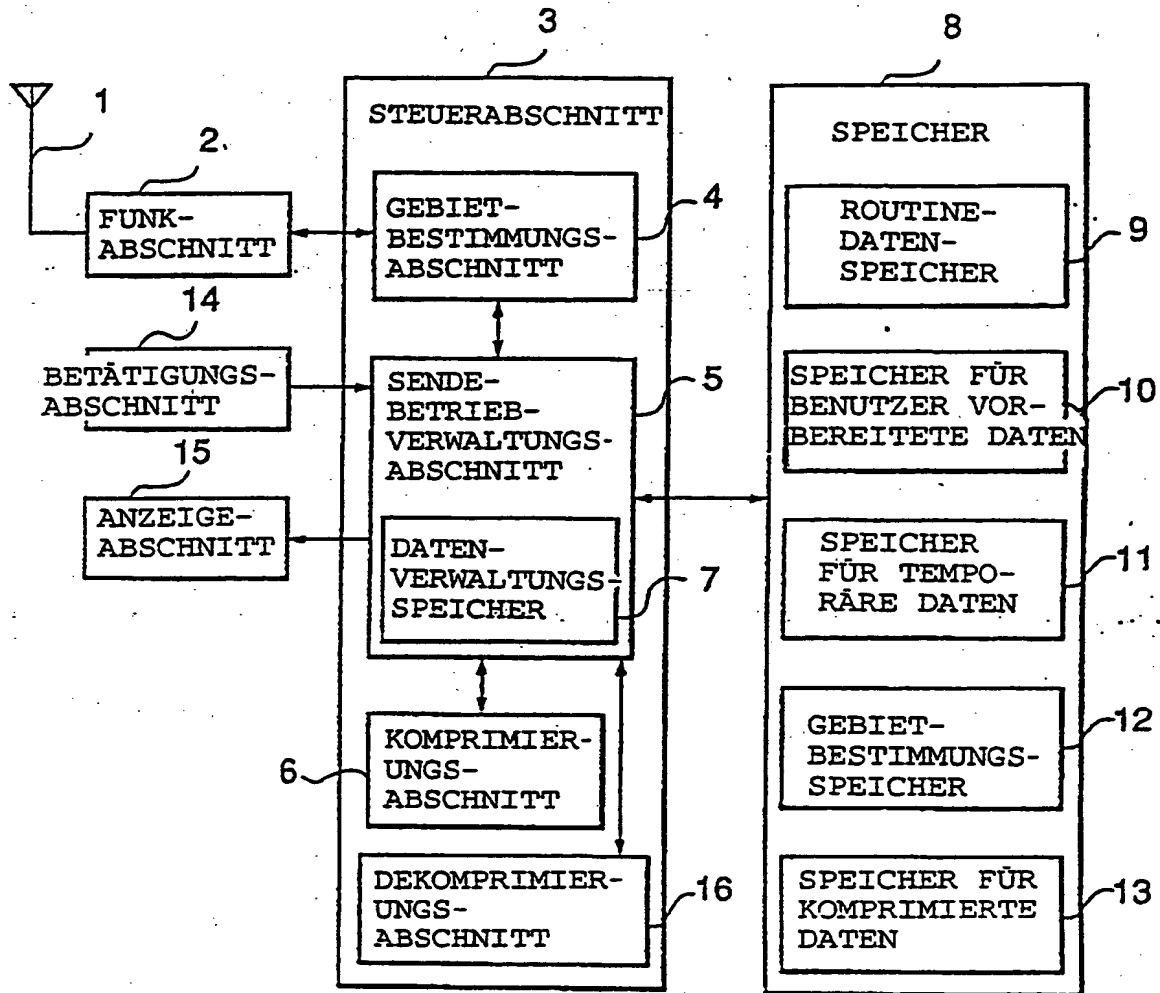 3
8
1
STEUERABSCHNITT
SPEICHER
2
FUNK-
ABSCHNITT
GEBIET-
BESTIMMUNGS-
ABSCHNITT
4
ROUTINE-
DATEN-
SPEICHER
9
14
BETÄTIGUNGS-
ABSCHNITT
SENDE-
BETRIEB-
VERWALTUNGS-
ABSCHNITT
5
SPEICHER FÜR
BENUTZER VOR-
BEREITETE DATEN
10
15
ANZEIGE-
ABSCHNITT
DATEN-
VERWALTUNGS-
SPEICHER
7
SPEICHER
FÜR TEMPO-
RÄRE DATEN
11
KOMPRIMIER-
UNGS-
ABSCHNITT
6
GEBIET-
BESTIMMUNGS-
SPEICHER
12
DEKOMPRIMIER-
UNGS-
ABSCHNITT
16
SPEICHER FÜR
KOMPRIMIERTE
DATEN
13